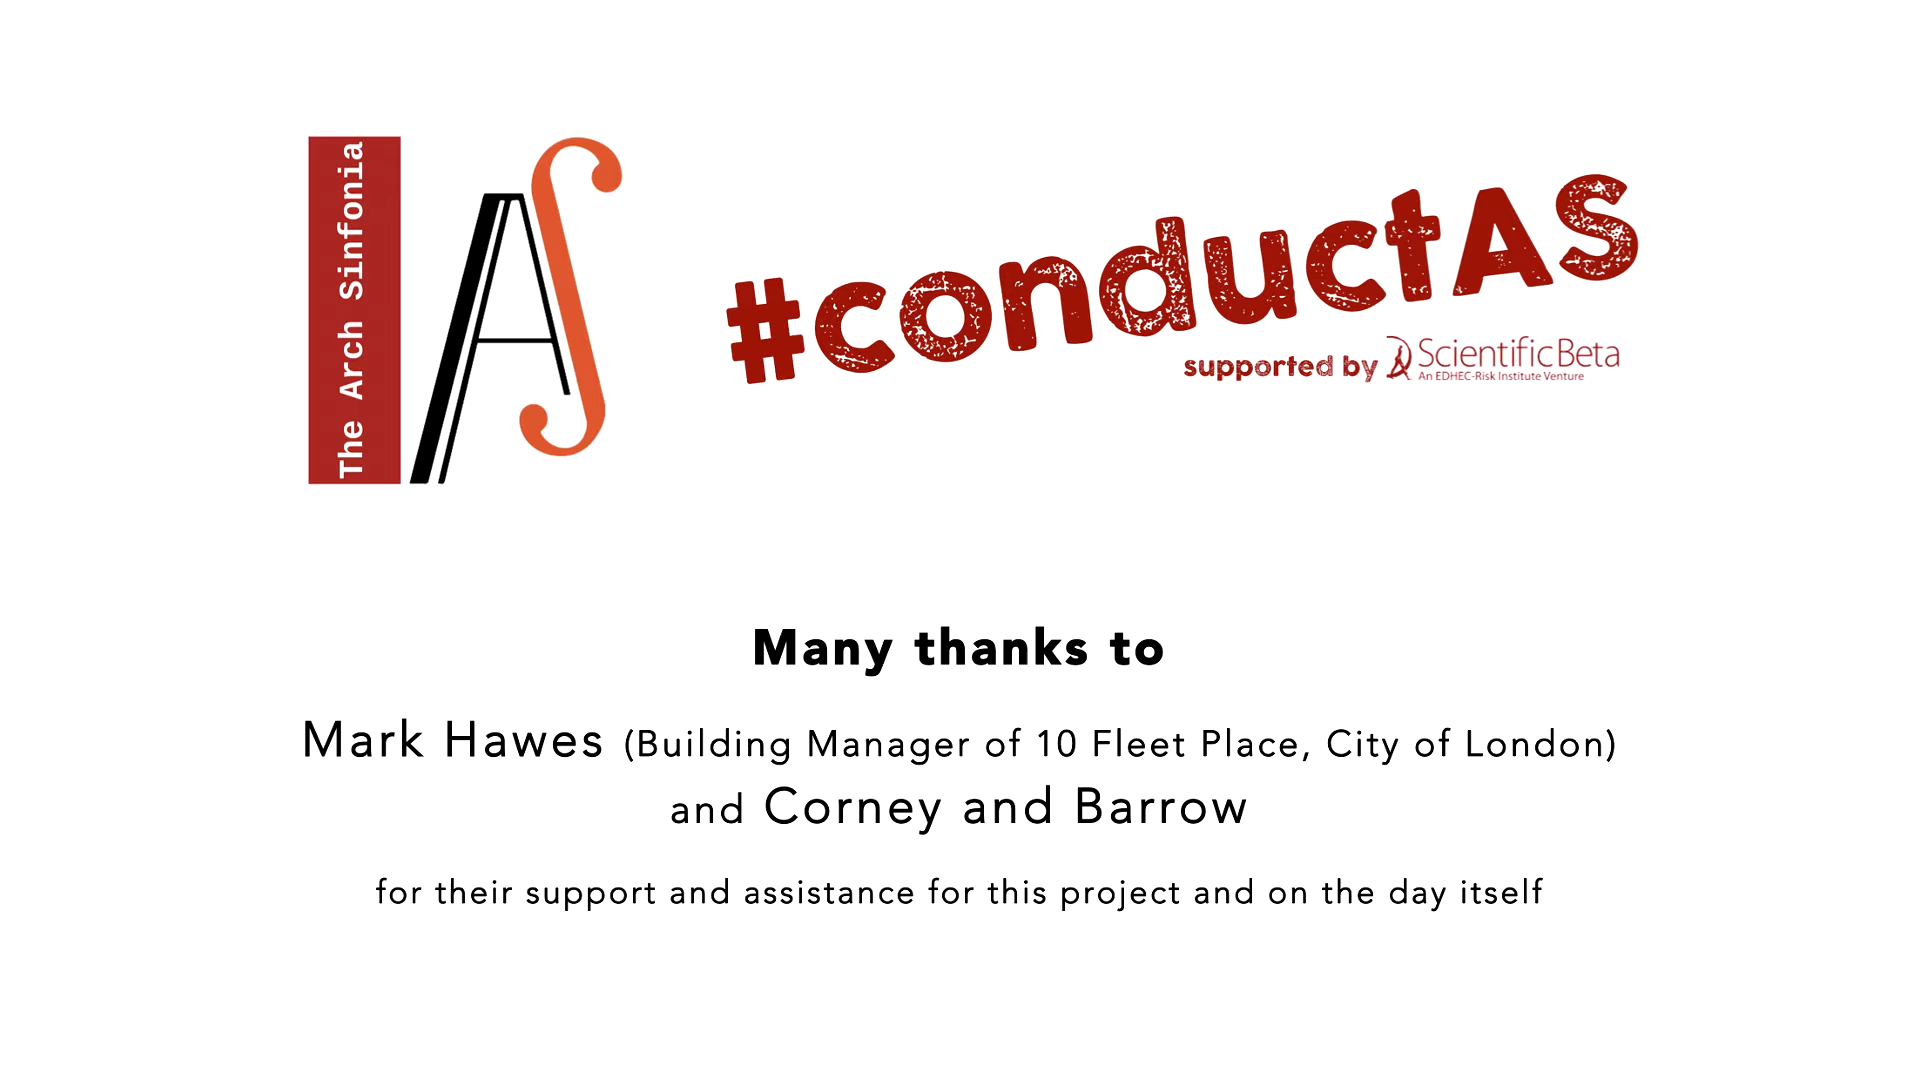 The Arch Sinfonia
AS
#conductAS
supported by ScientificBeta
An EDHEC-Risk Institute Venture
Many thanks to
Mark Hawes (Building Manager of 10 Fleet Place, City of London)
and Corney and Barrow
for their support and assistance for this project and on the day itself